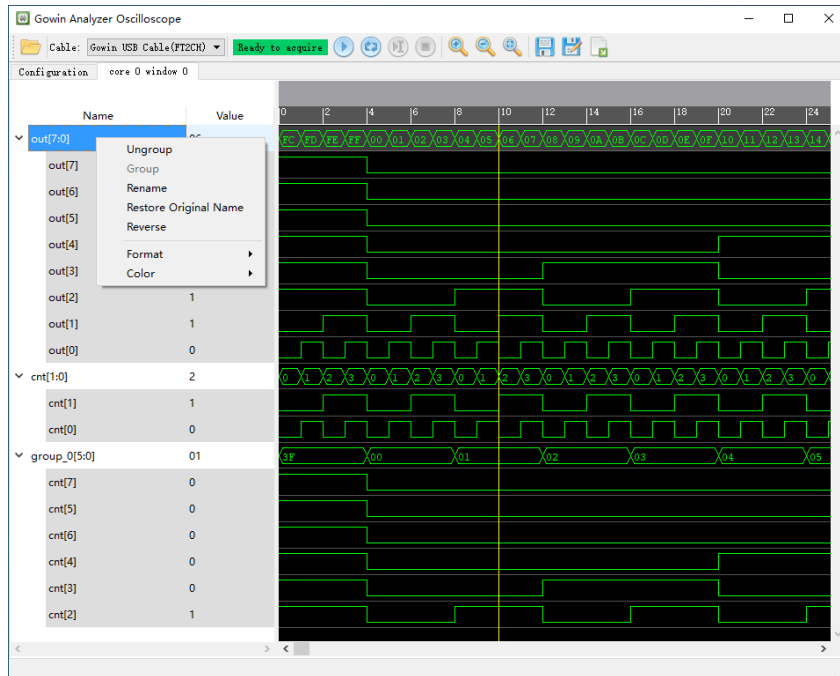 Gowin Analyzer Oscilloscope
Cable: Gowin USB Cable(FT2CH) Ready to acquire
Configuration core 0 window 0
Name Value 0 2 4 6 8 10 12 14 16 18 20 22 24
out[7:0] FC FD FE FF 00 01 02 03 04 05 06 07 08 09 0A 0B 0C 0D 0E 0F 10 11 12 13 14
Ungroup
out[7] Group
out[6] Rename
Restore Original Name
out[5] Reverse
out[4] Format
out[3] Color
out[2] 1
out[1] 1
out[0] 0
cnt[1:0] 2 0 1 2 3 0 1 2 3 0 1 2 3 0 1 2 3 0 1 2 3 0 1 2 3 0
cnt[1] 1
cnt[0] 0
group_0[5:0] 01 3F 00 01 02 03 04 05
cnt[7] 0
cnt[5] 0
cnt[6] 0
cnt[4] 0
cnt[3] 0
cnt[2] 1